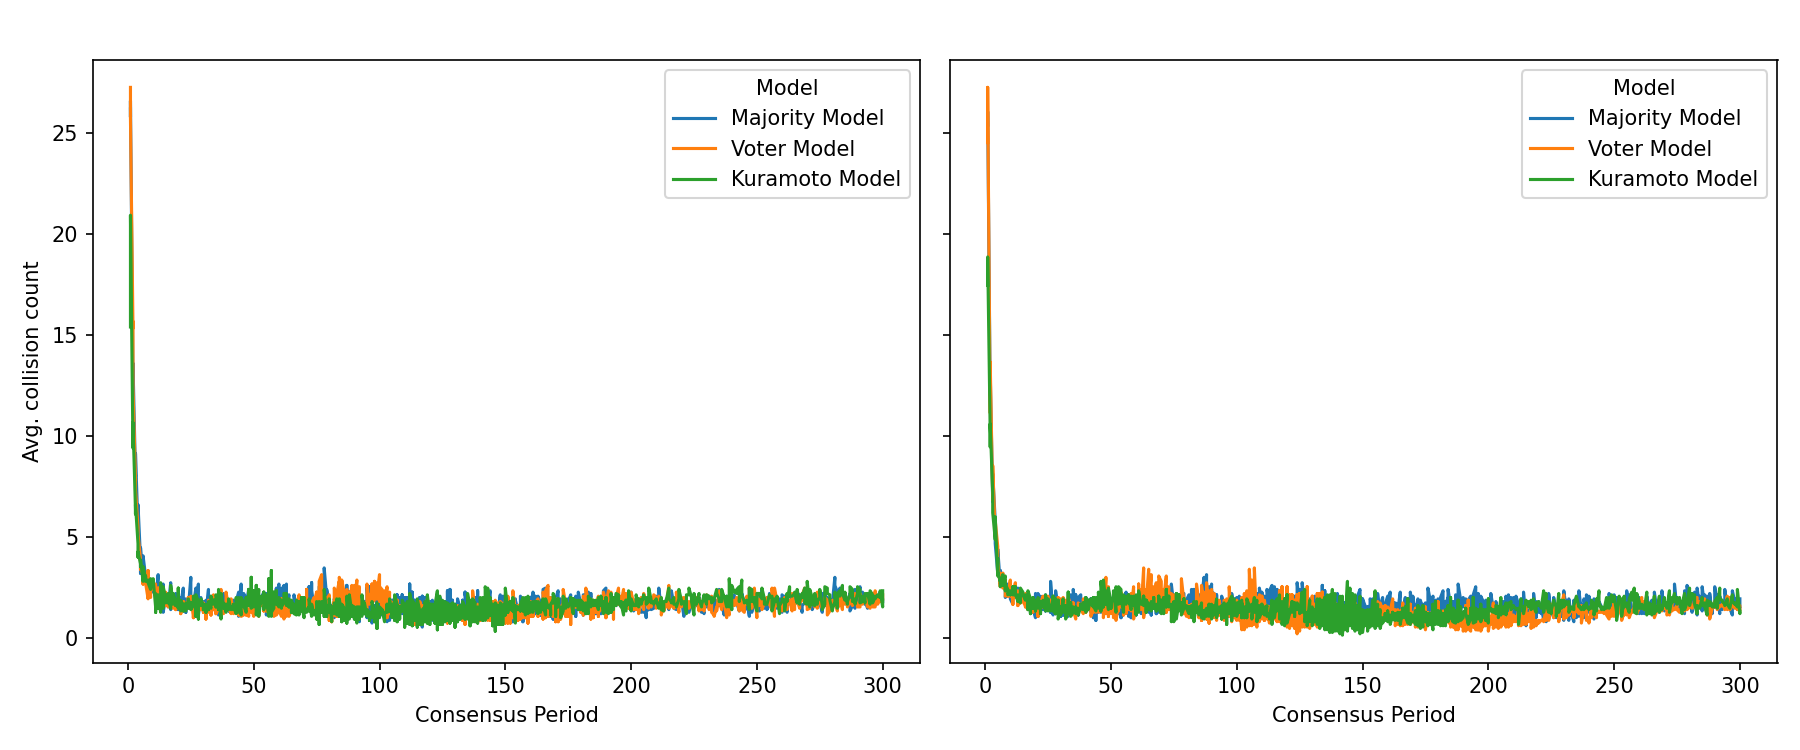 Model
Majority Model
Voter Model
Kuramoto Model
25
20
15
10
5
0
Avg. collision count
0 50 100 150 200 250 300
Consensus Period
Model
Majority Model
Voter Model
Kuramoto Model
0 50 100 150 200 250 300
Consensus Period